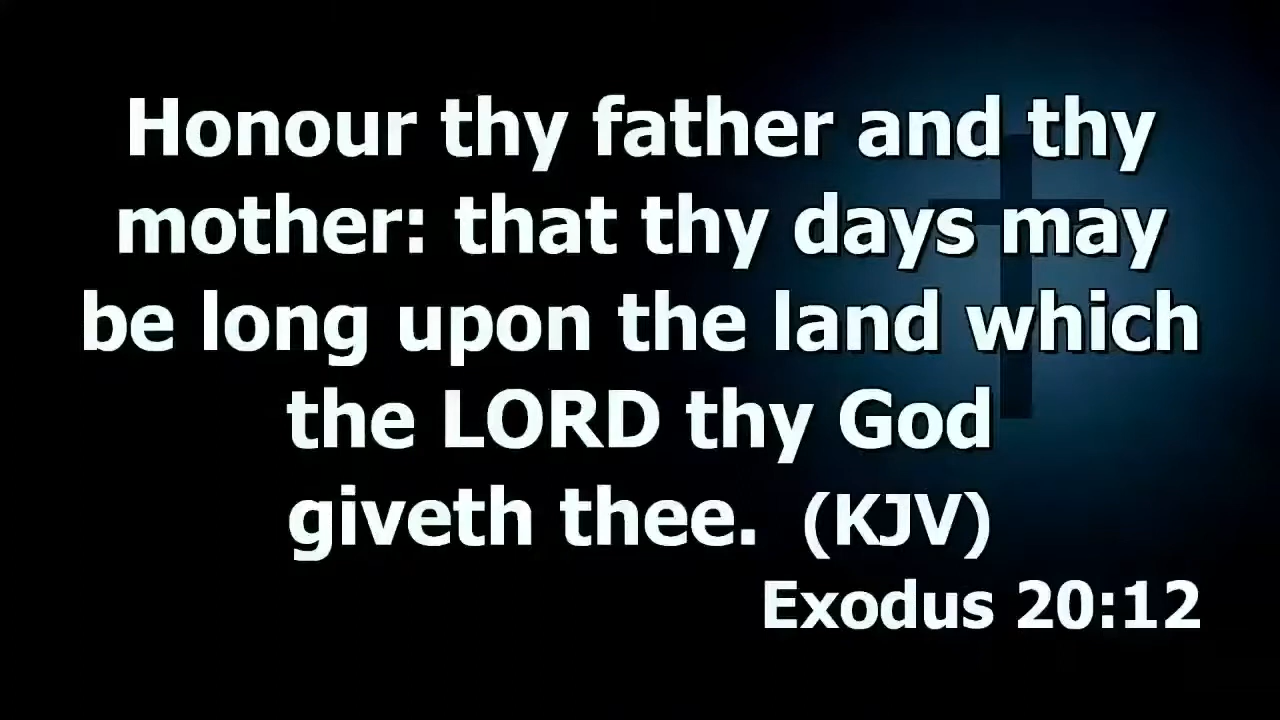 Honour thy father and thy
mother: that thy days may
be long upon the land which
the LORD thy God
giveth thee.  (KJV)
Exodus 20:12